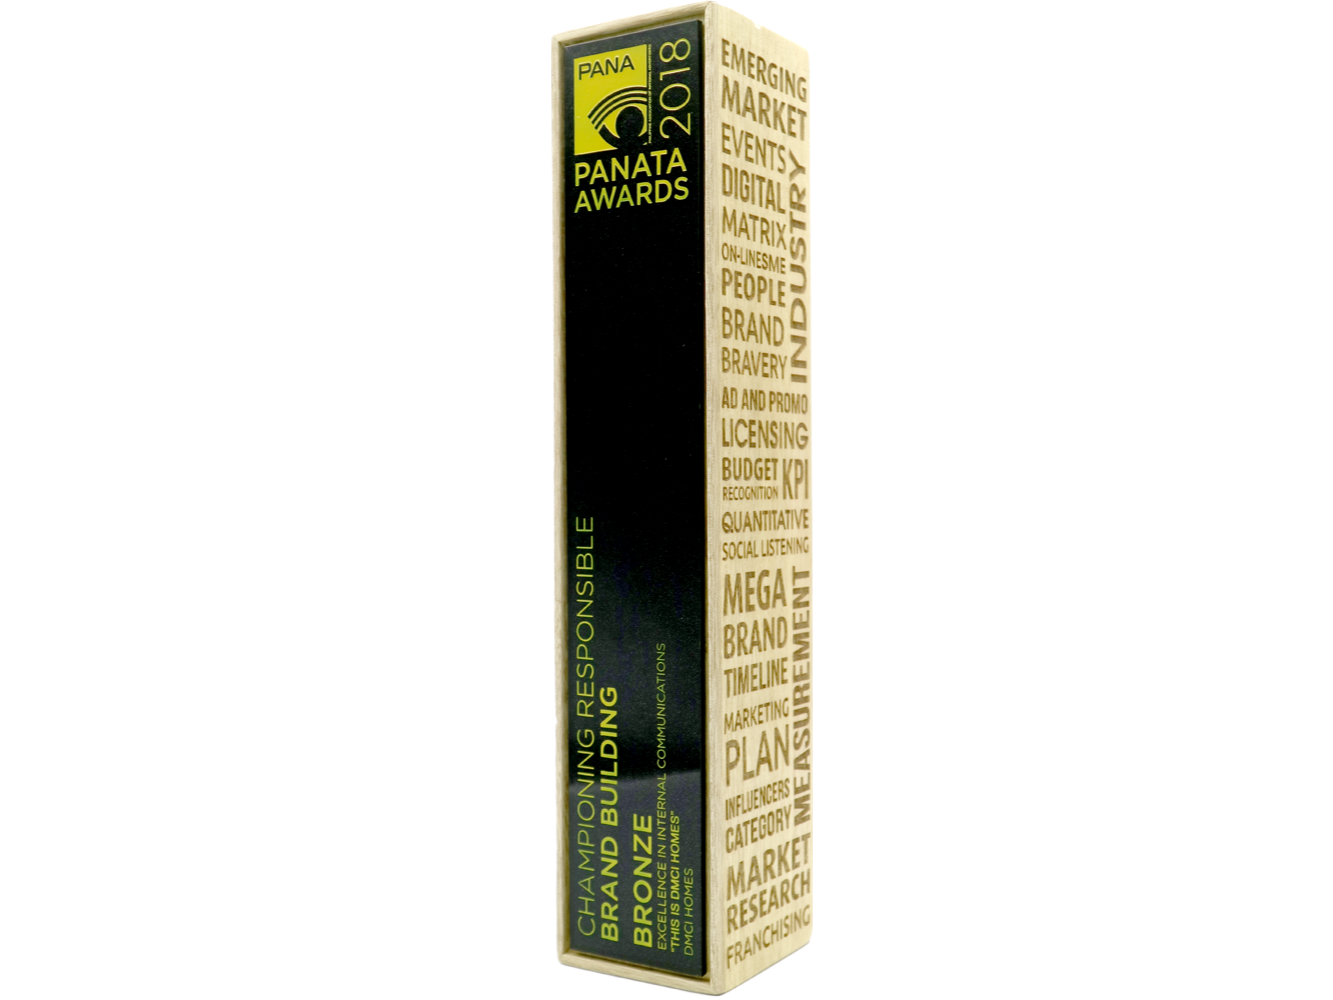 PANA
2018
PANATA
AWARDS
CHAMPIONING RESPONSIBLE
BRAND BUILDING
BRONZE
EXCELLENCE IN INTERNAL COMMUNICATIONS
"THIS IS DMCI HOMES"
DMCI HOMES
EMERGING
MARKET
EVENTS
DIGITAL
MATRIX
ON-LINESME
PEOPLE
BRAND
BRAVERY
INDUSTRY
AD AND PROMO
LICENSING
BUDGET
RECOGNITION
KPI
QUANTITATIVE
SOCIAL LISTENING
MEGA
BRAND
TIMELINE
MARKETING
PLAN
INFLUENCERS
CATEGORY
MEASUREMENT
MARKET
RESEARCH
FRANCHISING